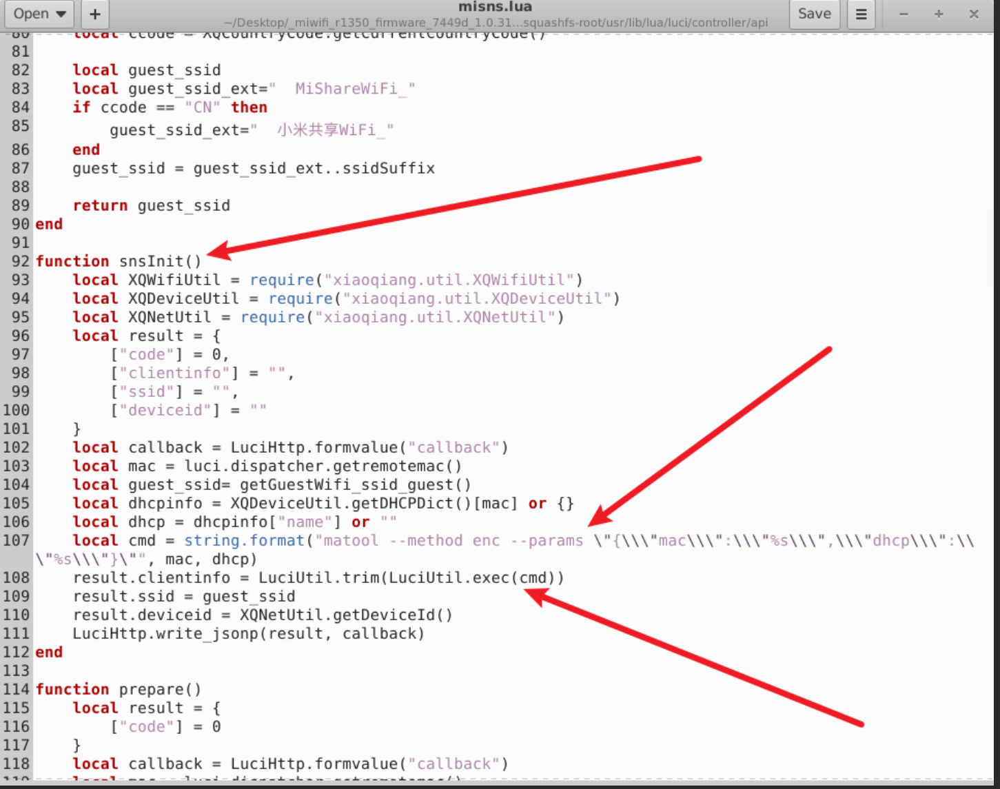 Open
misns.lua
~/Desktop/_miwifi_r1350_firmware_7449d_1.0.31...squashfs-root/usr/lib/lua/luci/controller/api
Save
80 local ccode = XQCountryCode.getCurrentCountryCode()
81
82 local guest_ssid
83 local guest_ssid_ext="  MiShareWiFi_"
84 if ccode == "CN" then
85 guest_ssid_ext="  小米共享WiFi_"
86 end
87 guest_ssid = guest_ssid_ext..ssidSuffix
88
89 return guest_ssid
90 end
91
92 function snsInit()
93 local XQWifiUtil = require("xiaoqiang.util.XQWifiUtil")
94 local XQDeviceUtil = require("xiaoqiang.util.XQDeviceUtil")
95 local XQNetUtil = require("xiaoqiang.util.XQNetUtil")
96 local result = {
97 ["code"] = 0,
98 ["clientinfo"] = "",
99 ["ssid"] = "",
100 ["deviceid"] = ""
101 }
102 local callback = LuciHttp.formvalue("callback")
103 local mac = luci.dispatcher.getremotemac()
104 local guest_ssid= getGuestWifi_ssid_guest()
105 local dhcpinfo = XQDeviceUtil.getDHCPDict()[mac] or {}
106 local dhcp = dhcpinfo["name"] or ""
107 local cmd = string.format("matool --method enc --params \"{\\\"mac\\\":\\\"%s\\\",\\\"dhcp\\\":\\
\"%s\\\"}\"", mac, dhcp)
108 result.clientinfo = LuciUtil.trim(LuciUtil.exec(cmd))
109 result.ssid = guest_ssid
110 result.deviceid = XQNetUtil.getDeviceId()
111 LuciHttp.write_jsonp(result, callback)
112 end
113
114 function prepare()
115 local result = {
116 ["code"] = 0
117 }
118 local callback = LuciHttp.formvalue("callback")
119 local mac = luci.dispatcher.getremotemac()